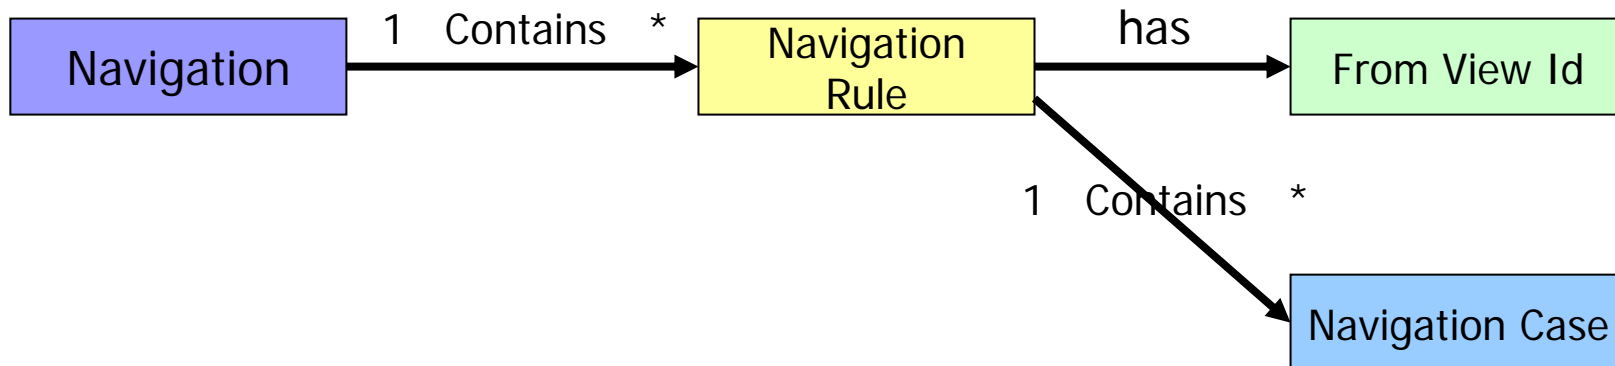 1 Contains *
has
Navigation
Navigation
Rule
From View Id
1 Contains *
Navigation Case